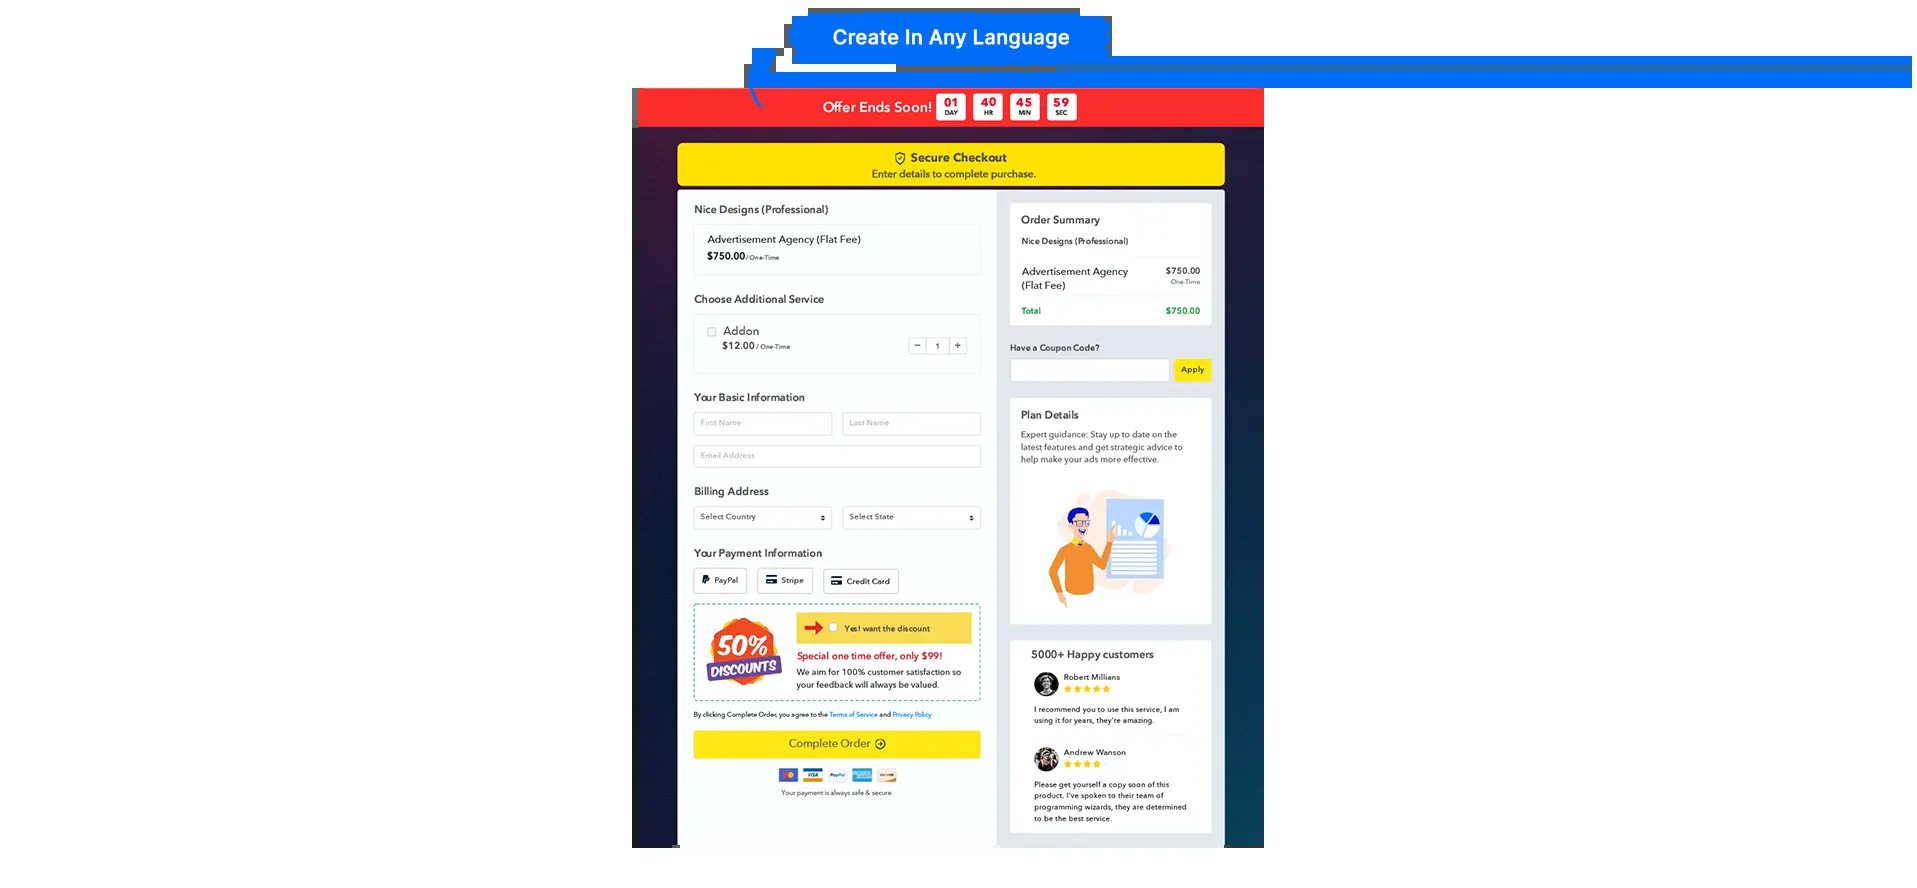 Create In Any Language
Offer Ends Soon! 01 DAY 40 HR 45 MIN 59 SEC
Secure Checkout
Enter details to complete purchase.
Nice Designs (Professional)
Advertisement Agency (Flat Fee)
$750.00 / One-Time
Choose Additional Service
Addon
$12.00 / One-Time
− 1 +
Your Basic Information
First Name
Last Name
Email Address
Billing Address
Select Country
Select State
Your Payment Information
PayPal
Stripe
Credit Card
50%
DISCOUNTS
Yes! want the discount
Special one time offer, only $99!
We aim for 100% customer satisfaction so
your feedback will always be valued.
By clicking Complete Order, you agree to the Terms of Service and Privacy Policy
Complete Order
VISA
PayPal
Your payment is always safe & secure.
Order Summary
Nice Designs (Professional)
Advertisement Agency $750.00
(Flat Fee) One-Time
Total $750.00
Have a Coupon Code?
Apply
Plan Details
Expert guidance: Stay up to date on the
latest features and get strategic advice to
help make your ads more effective.
5000+ Happy customers
Robert Millians
I recommend you to use this service, I am
using it for years, they're amazing.
Andrew Wanson
Please get yourself a copy soon of this
product. I've spoken to their team of
programming wizards, they are determined
to be the best service.